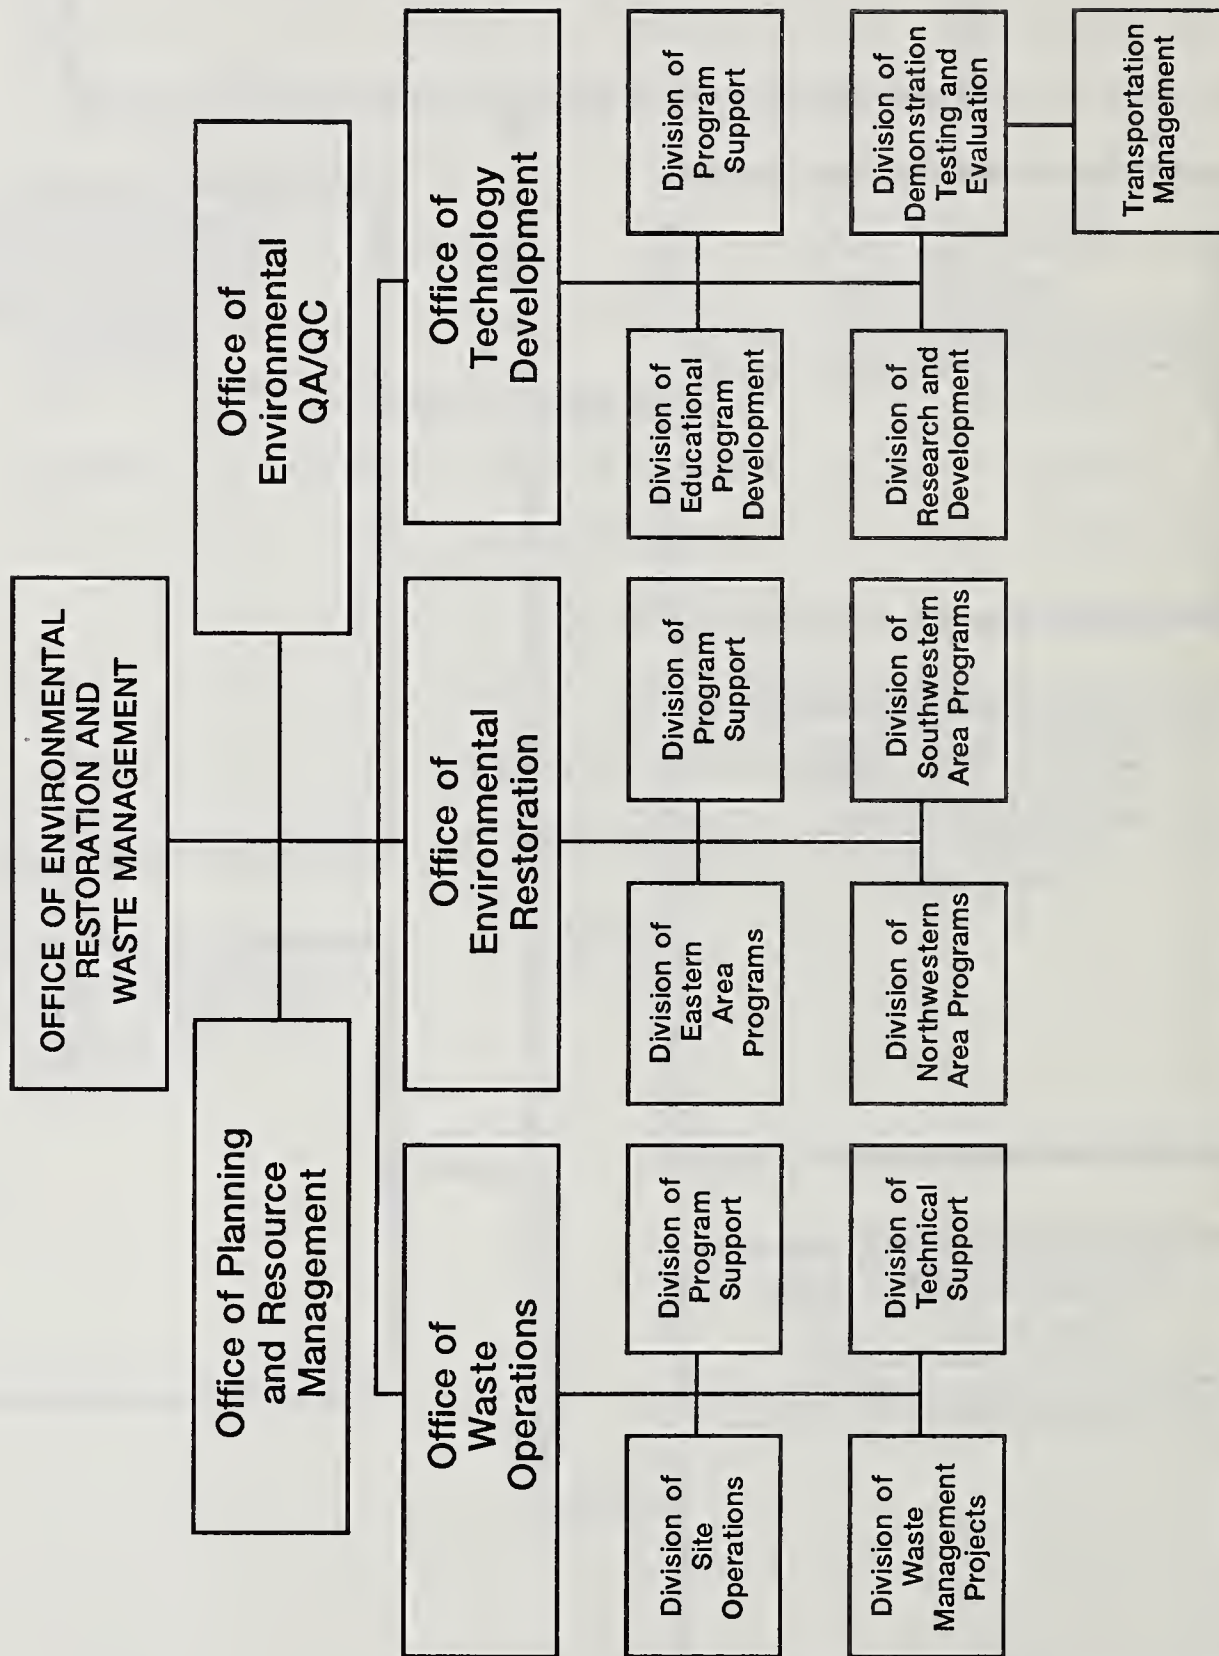 OFFICE OF ENVIRONMENTAL
RESTORATION AND
WASTE MANAGEMENT
Office of Planning
and Resource
Management
Office of
Environmental
QA/QC
Office of
Waste
Operations
Office of
Environmental
Restoration
Office of
Technology
Development
Division of
Site
Operations
Division of
Program
Support
Division of
Eastern
Area
Programs
Division of
Program
Support
Division of
Educational
Program
Development
Division of
Program
Support
Division of
Waste
Management
Projects
Division of
Technical
Support
Division of
Northwestern
Area Programs
Division of
Southwestern
Area Programs
Division of
Research and
Development
Division of
Demonstration
Testing and
Evaluation
Transportation
Management